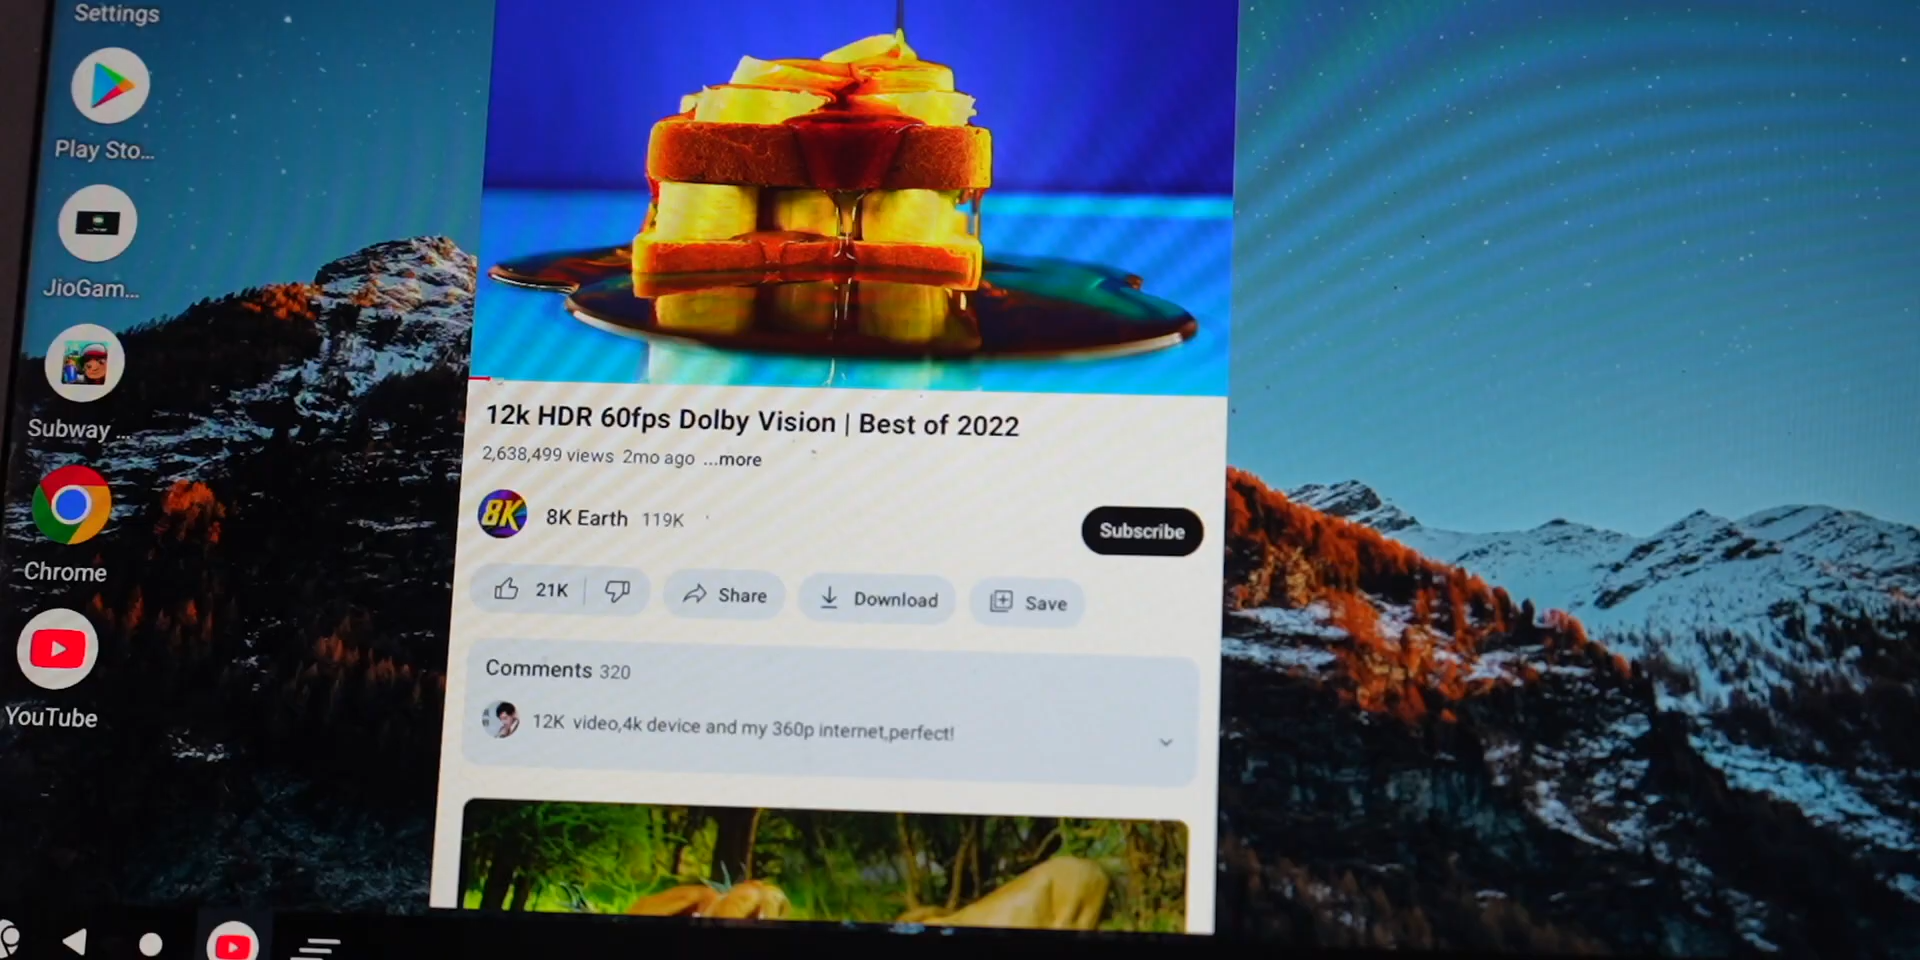 Settings
Play Sto...
JioGam...
Subway ...
Chrome
YouTube
12k HDR 60fps Dolby Vision | Best of 2022
2,638,499 views 2mo ago ...more
8K
8K Earth 119K
Subscribe
21K
Share
Download
Save
Comments 320
12K video,4k device and my 360p internet,perfect!